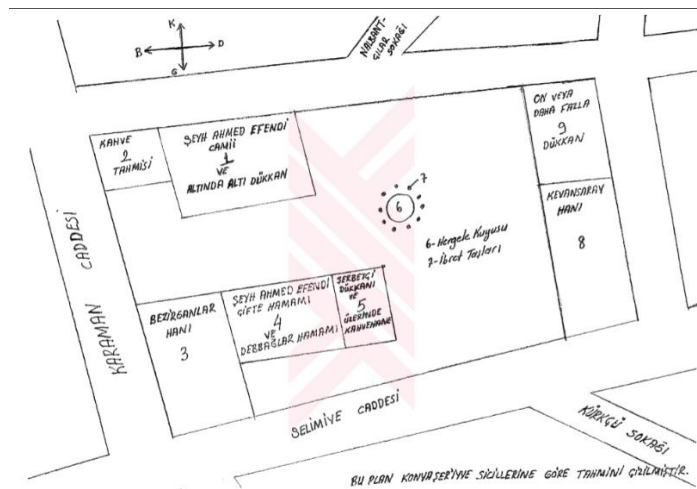 K
B D
G
NALBANT-
ÇILAR
SOKAĞI
KAHVE
2
TAHMİSİ
ŞEYH AHMED EFENDİ
CAMİİ
1
VE
ALTINDA ALTI DÜKKAN
ON VEYA
DAHA FAZLA
9
DÜKKAN
7
6
6-Hergele Kuyusu
7-İbret Taşları
KEVANSARAY
HANI
8
KARAMAN CADDESİ
BEZİRGANLAR
HANI
3
ŞEYH AHMED EFENDİ
ÇİFTE HAMAMI
4
VE
DEBBAĞLAR HAMAMI
ŞERBETÇİ
DÜKKANI
VE
5
ÜZERİNDE
KAHVEHANE
SELİMİYE CADDESİ
KÜRKÇÜ SOKAĞI
BU PLAN KONYA ŞER'İYYE SİCİLLERİNE GÖRE TAHMİNİ ÇİZİLMİŞTİR.